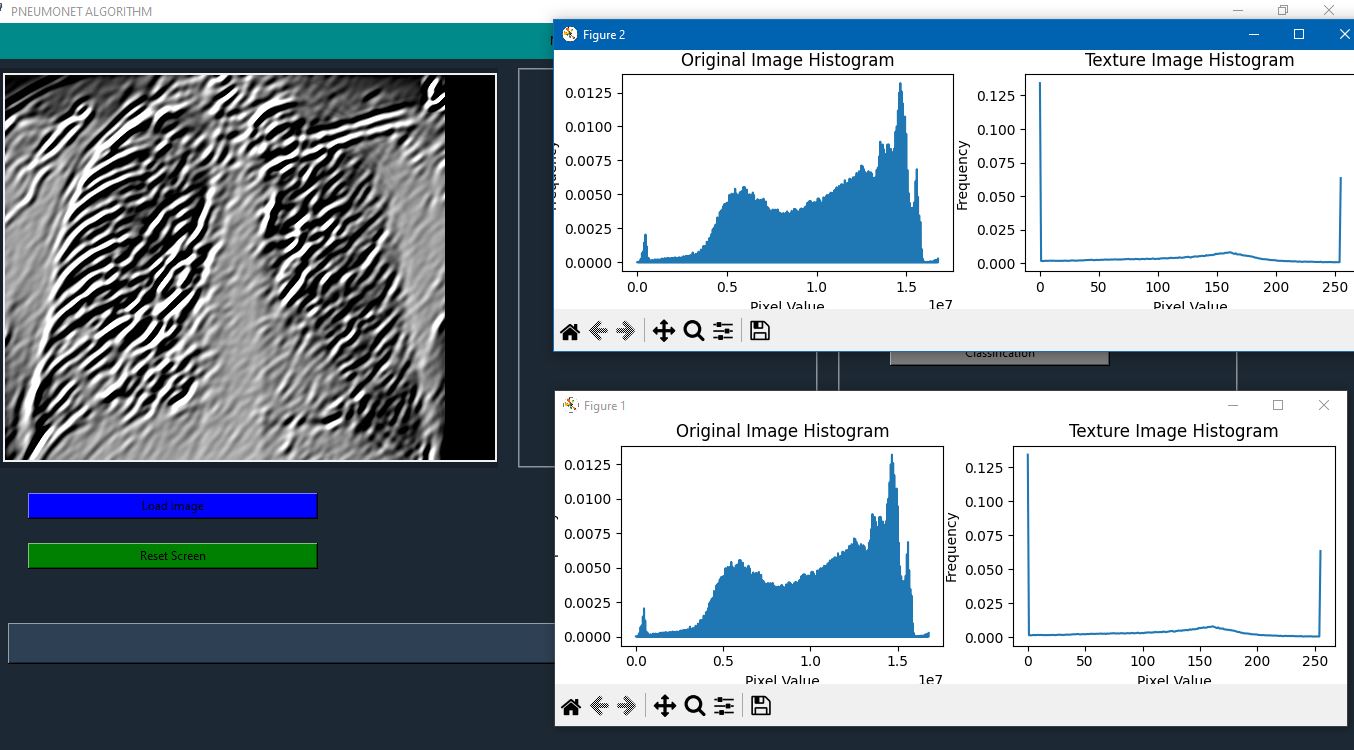 PNEUMONET ALGORITHM
Figure 2
Original Image Histogram
0.0125
0.0100
0.0075
0.0050
0.0025
0.0000
0.0
0.5
1.0
1.5
1e7
Pixel Value
Texture Image Histogram
Frequency
0.125
0.100
0.075
0.050
0.025
0.000
0
50
100
150
200
250
Pixel Value
Classification
Load Image
Reset Screen
Figure 1
Original Image Histogram
0.0125
0.0100
0.0075
0.0050
0.0025
0.0000
0.0
0.5
1.0
1.5
1e7
Pixel Value
Texture Image Histogram
Frequency
0.125
0.100
0.075
0.050
0.025
0.000
0
50
100
150
200
250
Pixel Value